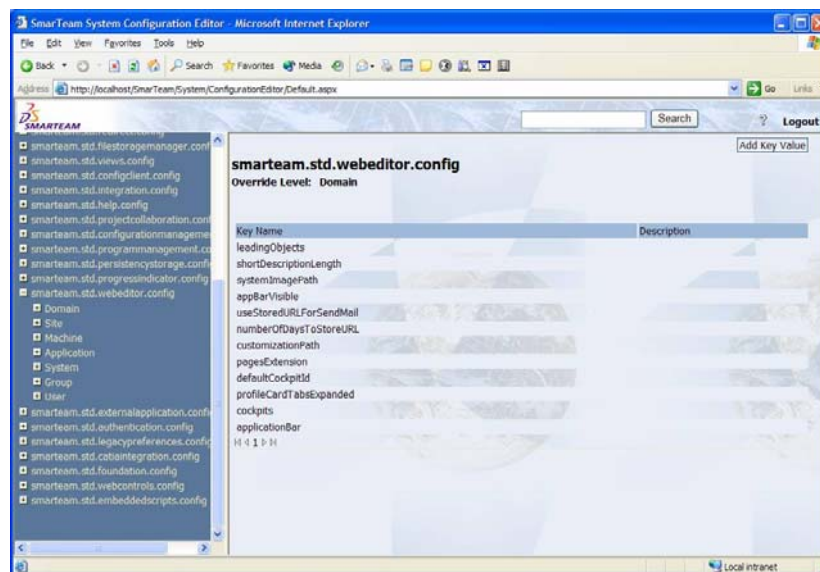 SmarTeam System Configuration Editor - Microsoft Internet Explorer
File Edit View Favorites Tools Help
Back Search Favorites Media
Address http://localhost/SmarTeam/System/ConfigurationEditor/Default.aspx Go Links
SMARTEAM Search ? Logout
smarteam.std.filestoragemanager.conf
smarteam.std.views.config
smarteam.std.configclient.config
smarteam.std.integration.config
smarteam.std.help.config
smarteam.std.projectcollaboration.conf
smarteam.std.configurationmanageme
smarteam.std.programmanagement.co
smarteam.std.persistencystorage.confi
smarteam.std.progressindicator.config
smarteam.std.webeditor.config
Domain
Site
Machine
Application
System
Group
User
smarteam.std.externalapplication.confi
smarteam.std.authentication.config
smarteam.std.legacypreferences.config
smarteam.std.catiaintegration.config
smarteam.std.foundation.config
smarteam.std.webcontrols.config
smarteam.std.embeddedscripts.config
Add Key Value
smarteam.std.webeditor.config
Override Level: Domain
Key Name Description
leadingObjects
shortDescriptionLength
systemImagePath
appBarVisible
useStoredURLForSendMail
numberOfDaysToStoreURL
customizationPath
pagesExtension
defaultCockpitId
profileCardTabsExpanded
cockpits
applicationBar
1
Local intranet